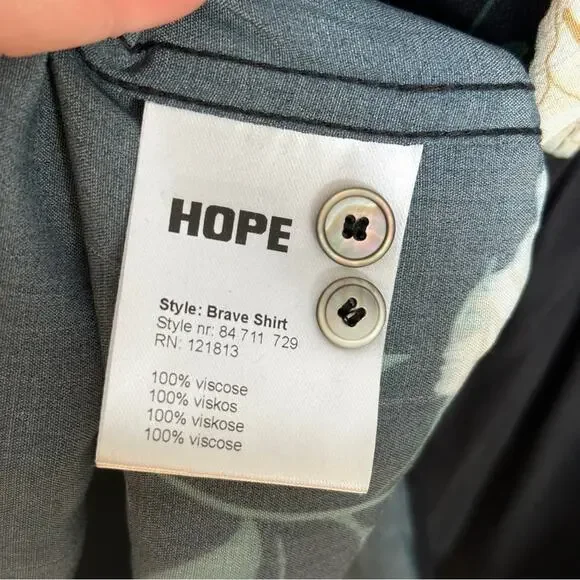 HOPE
Style: Brave Shirt
Style nr: 84 711 729
RN: 121813
100% viscose
100% viskos
100% viskose
100% viscose